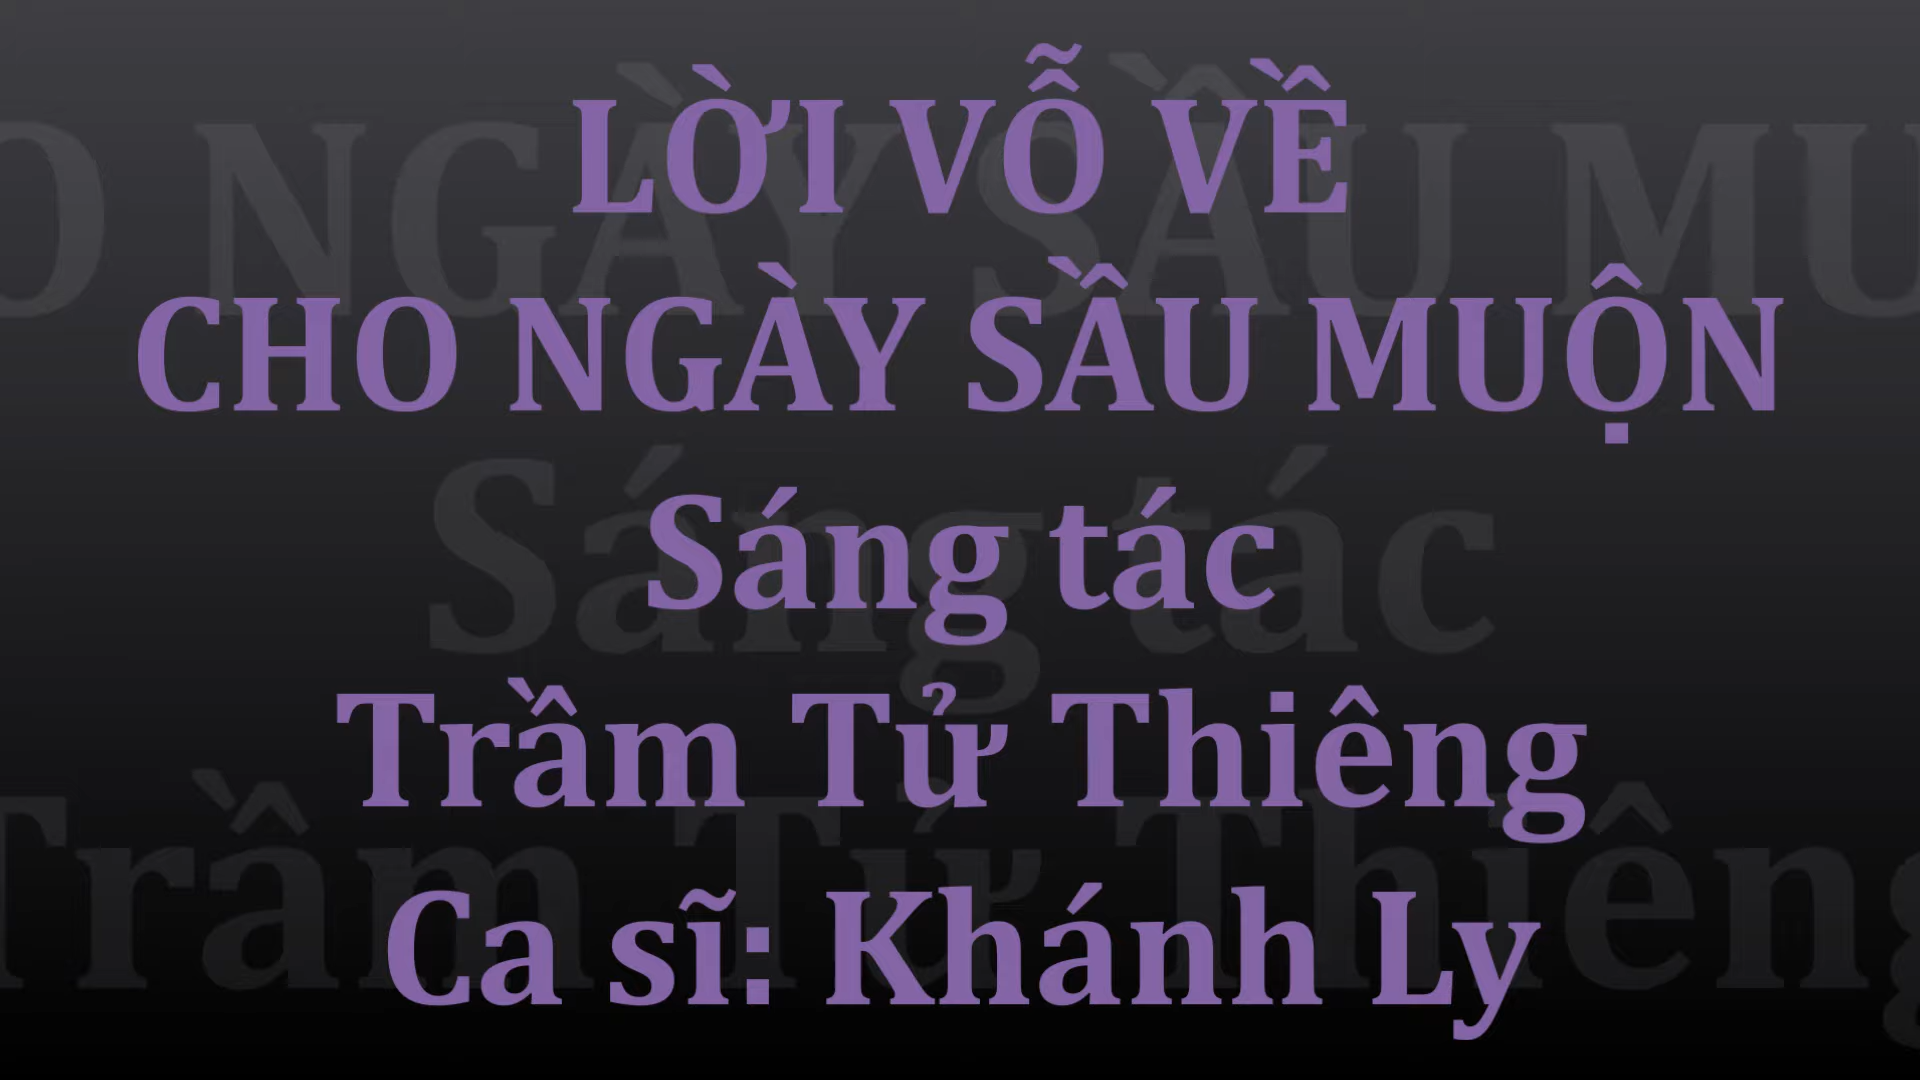 LỜI VỖ VỀ
CHO NGÀY SẦU MUỘN
Sáng tác
Trầm Tử Thiêng
Ca sĩ: Khánh Ly